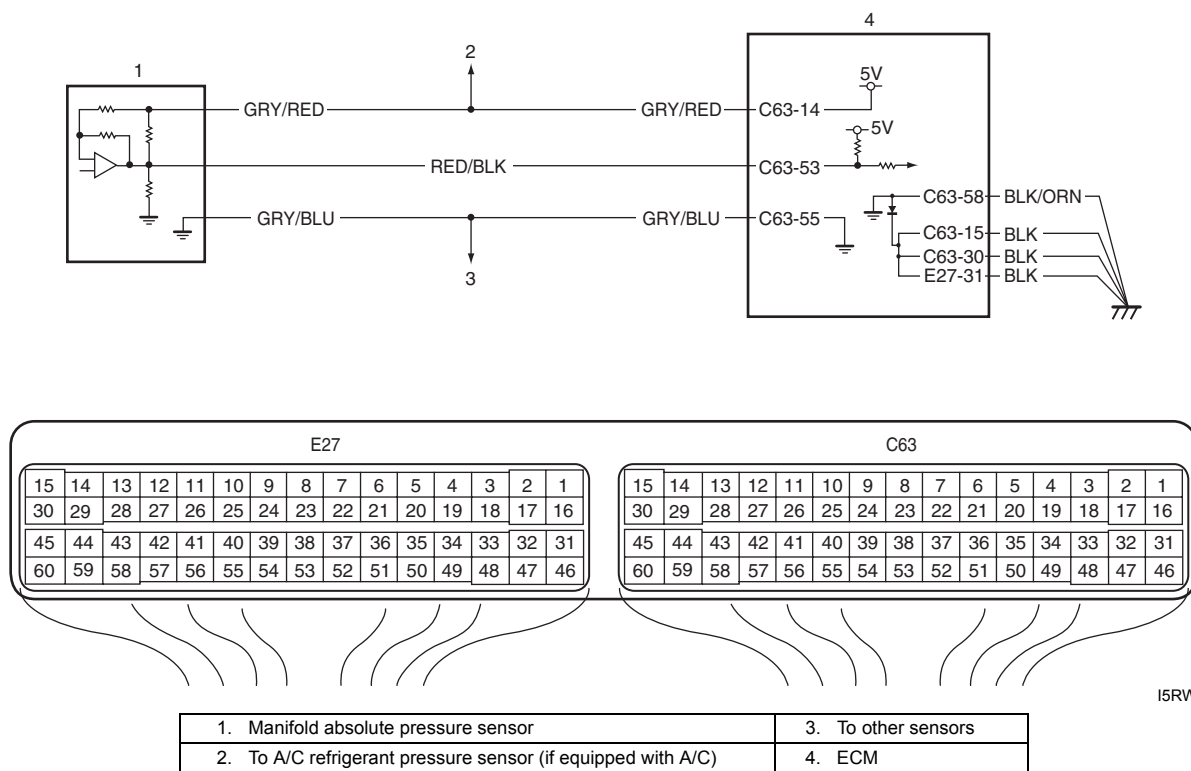 4
2
1
5V
GRY/RED GRY/RED C63-14
5V
RED/BLK C63-53
C63-58 BLK/ORN
GRY/BLU GRY/BLU C63-55
C63-15 BLK
C63-30 BLK
E27-31 BLK
3
E27 C63
15 14 13 12 11 10 9 8 7 6 5 4 3 2 1 15 14 13 12 11 10 9 8 7 6 5 4 3 2 1
30 29 28 27 26 25 24 23 22 21 20 19 18 17 16 30 29 28 27 26 25 24 23 22 21 20 19 18 17 16
45 44 43 42 41 40 39 38 37 36 35 34 33 32 31 45 44 43 42 41 40 39 38 37 36 35 34 33 32 31
60 59 58 57 56 55 54 53 52 51 50 49 48 47 46 60 59 58 57 56 55 54 53 52 51 50 49 48 47 46
I5RW
1. Manifold absolute pressure sensor 3. To other sensors
2. To A/C refrigerant pressure sensor (if equipped with A/C) 4. ECM